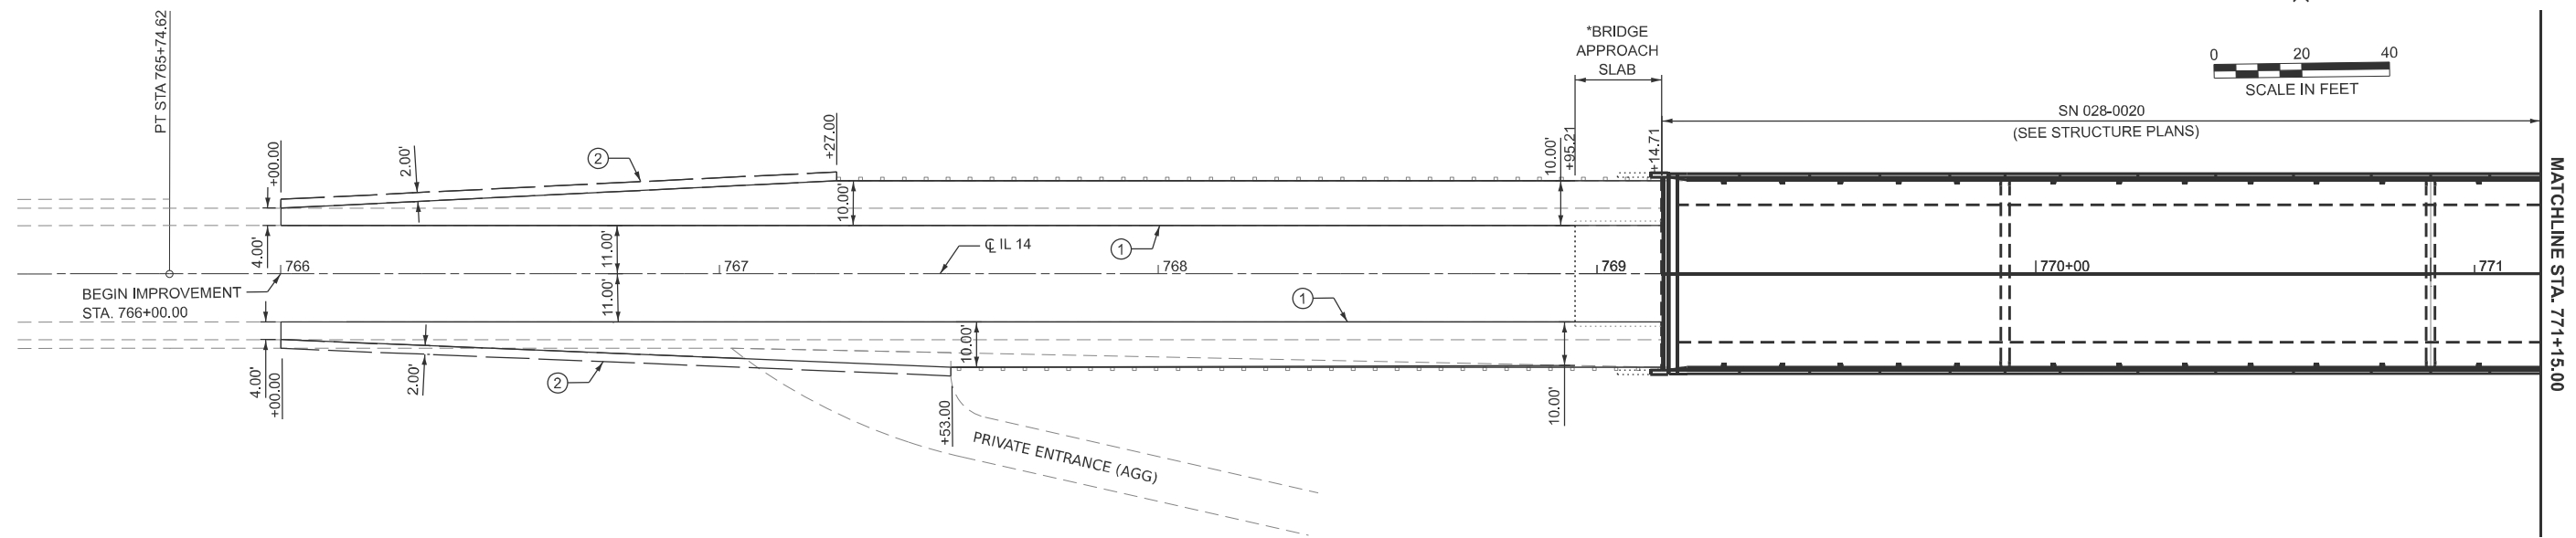 PT STA 765+74.62
+00.00
2.00'
2
+27.00
*BRIDGE
APPROACH
SLAB
10.00'
+95.21
+14.71
SN 028-0020
(SEE STRUCTURE PLANS)
0 20 40
SCALE IN FEET
10.00'
4.00'
11.00'
℄ IL 14
1
766
767
768
769
770+00
771
BEGIN IMPROVEMENT
STA. 766+00.00
11.00'
1
10.00'
4.00'
+00.00
2.00'
2
+53.00
10.00'
PRIVATE ENTRANCE (AGG)
MATCHLINE STA. 771+15.00